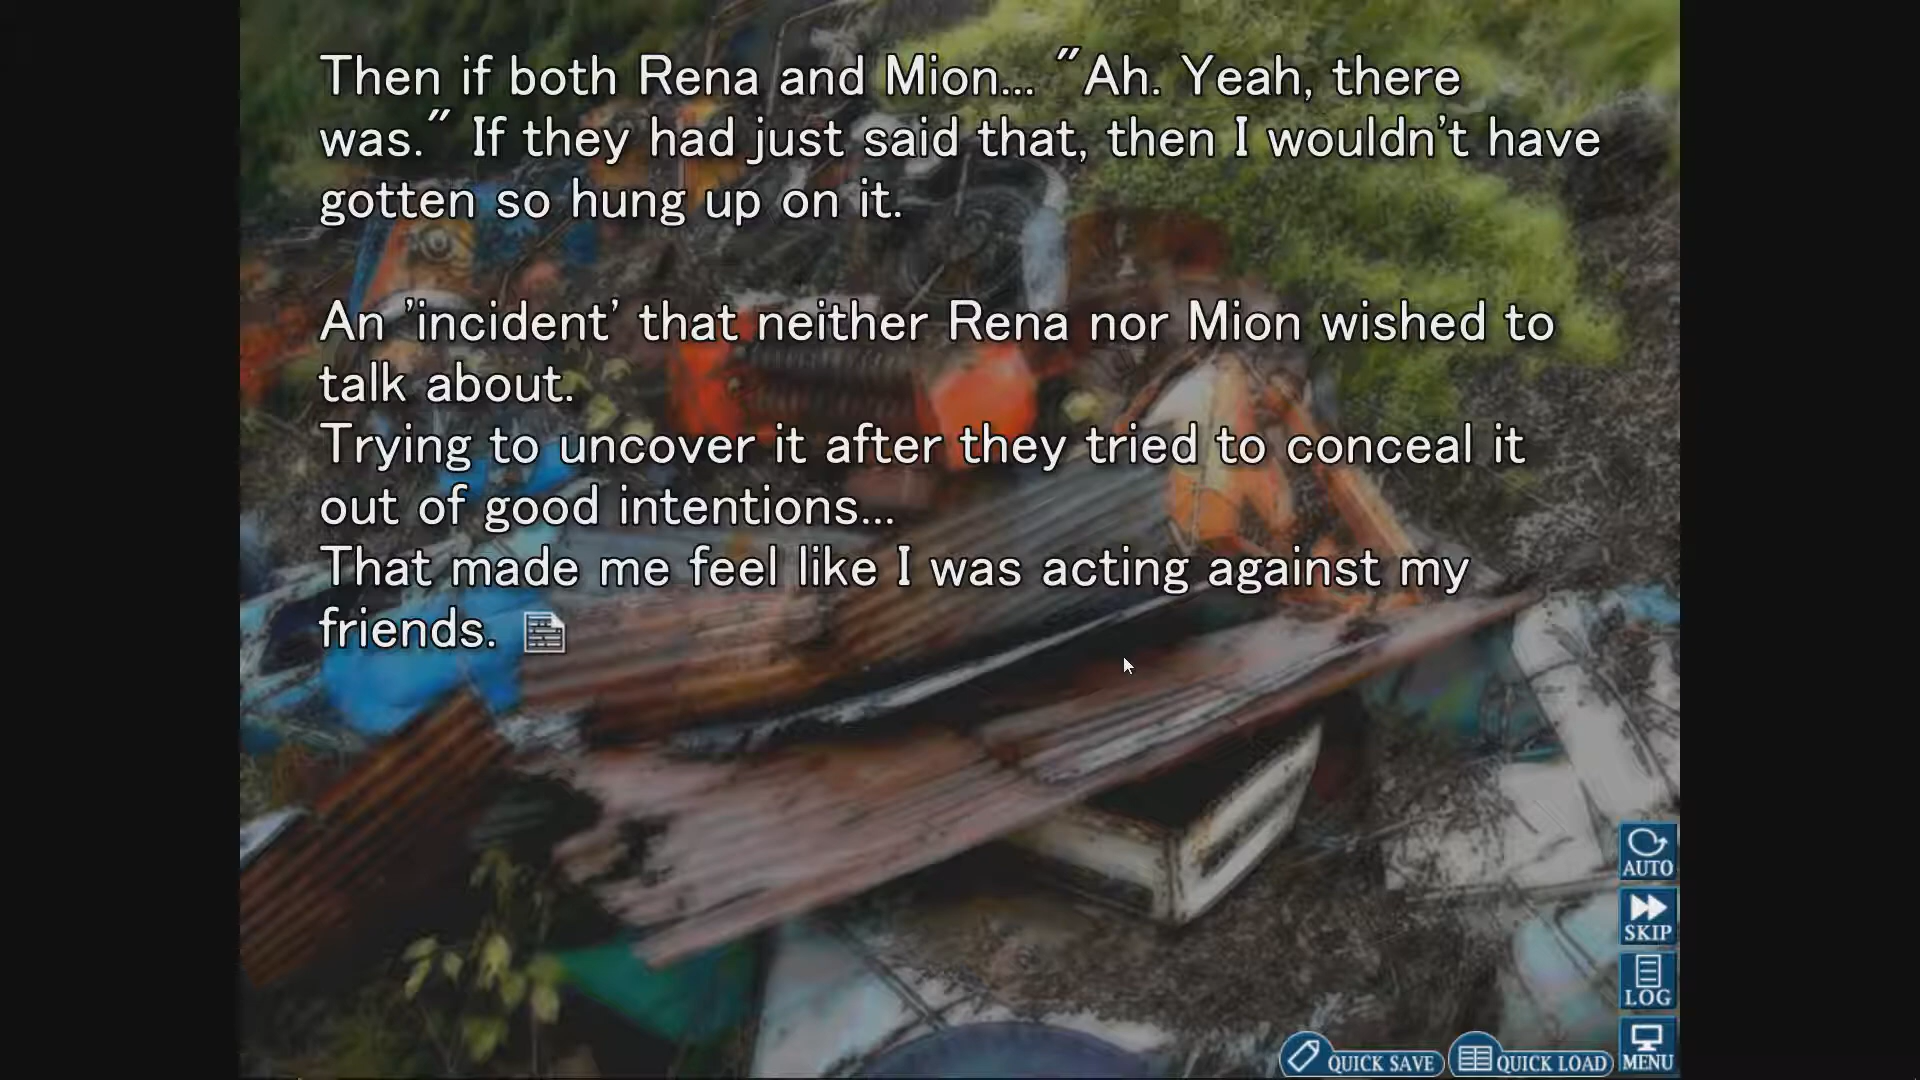 Then if both Rena and Mion... "Ah. Yeah, there
was." If they had just said that, then I wouldn't have
gotten so hung up on it.
An 'incident' that neither Rena nor Mion wished to
talk about.
Trying to uncover it after they tried to conceal it
out of good intentions...
That made me feel like I was acting against my
friends.
AUTO
SKIP
LOG
MENU
QUICK SAVE
QUICK LOAD